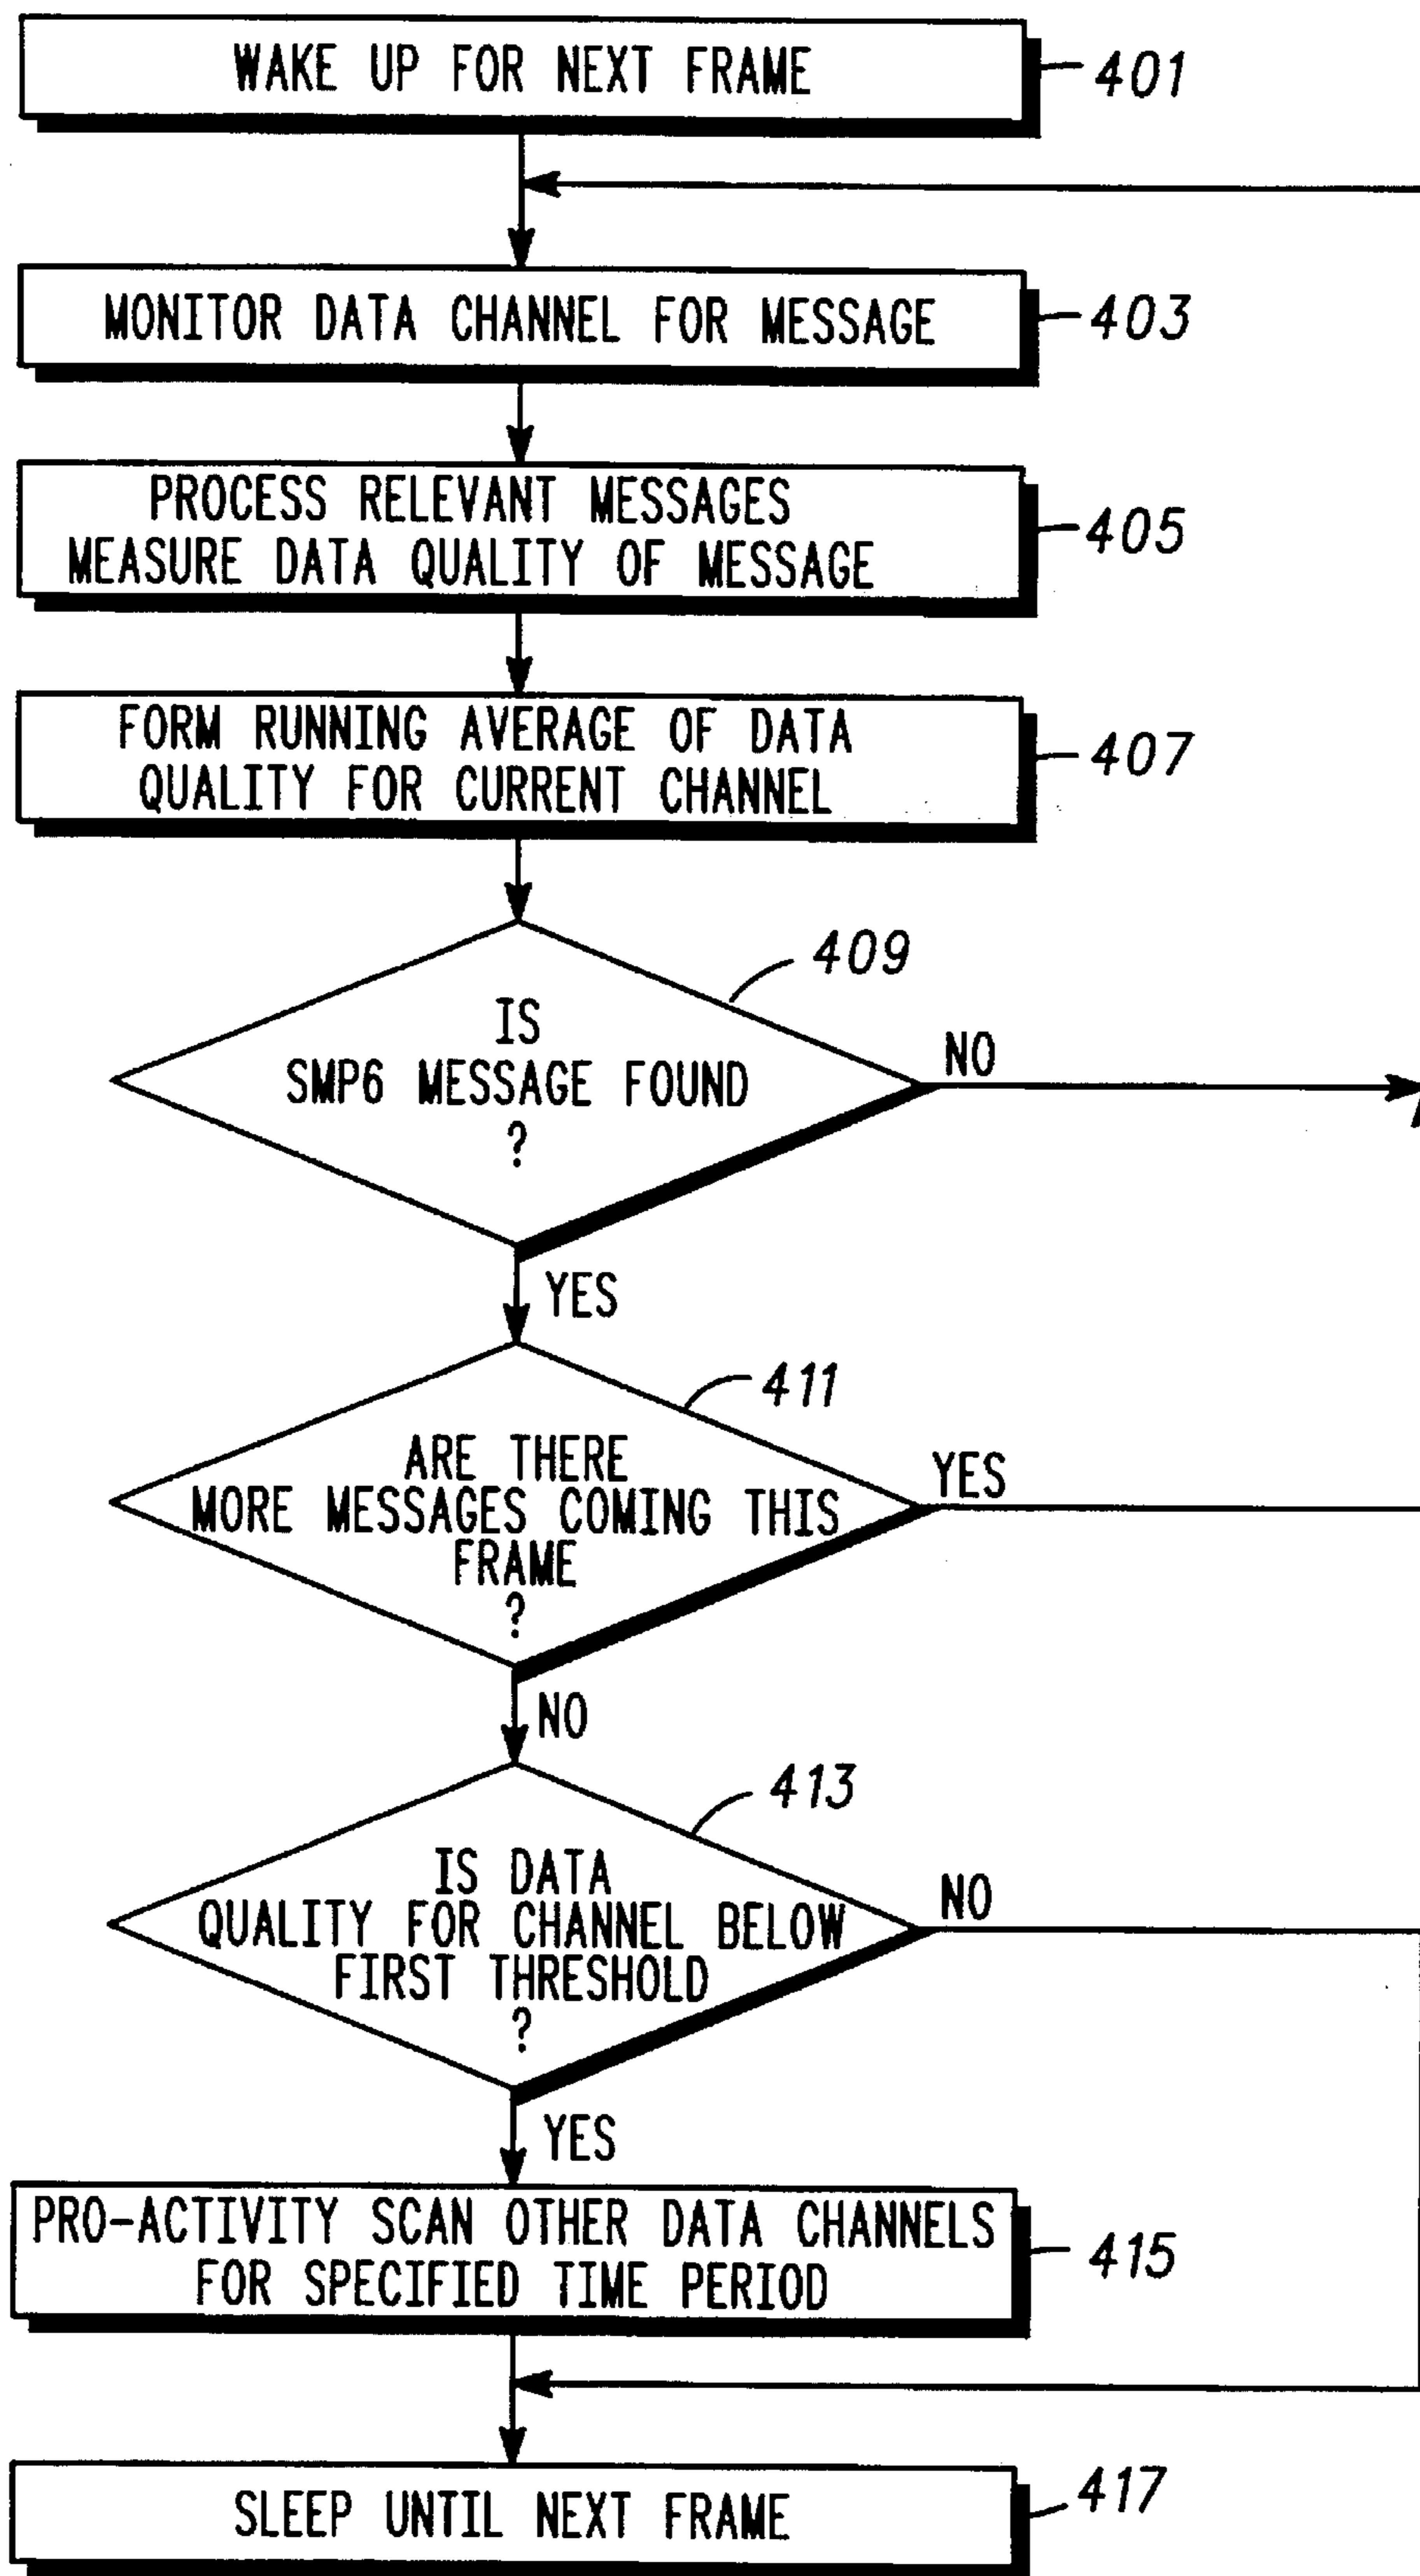 WAKE UP FOR NEXT FRAME
401
MONITOR DATA CHANNEL FOR MESSAGE
403
PROCESS RELEVANT MESSAGES
MEASURE DATA QUALITY OF MESSAGE
405
FORM RUNNING AVERAGE OF DATA
QUALITY FOR CURRENT CHANNEL
407
409
IS
SMP6 MESSAGE FOUND
?
NO
YES
411
ARE THERE
MORE MESSAGES COMING THIS
FRAME
?
YES
NO
413
IS DATA
QUALITY FOR CHANNEL BELOW
FIRST THRESHOLD
?
NO
YES
PRO-ACTIVITY SCAN OTHER DATA CHANNELS
FOR SPECIFIED TIME PERIOD
415
SLEEP UNTIL NEXT FRAME
417